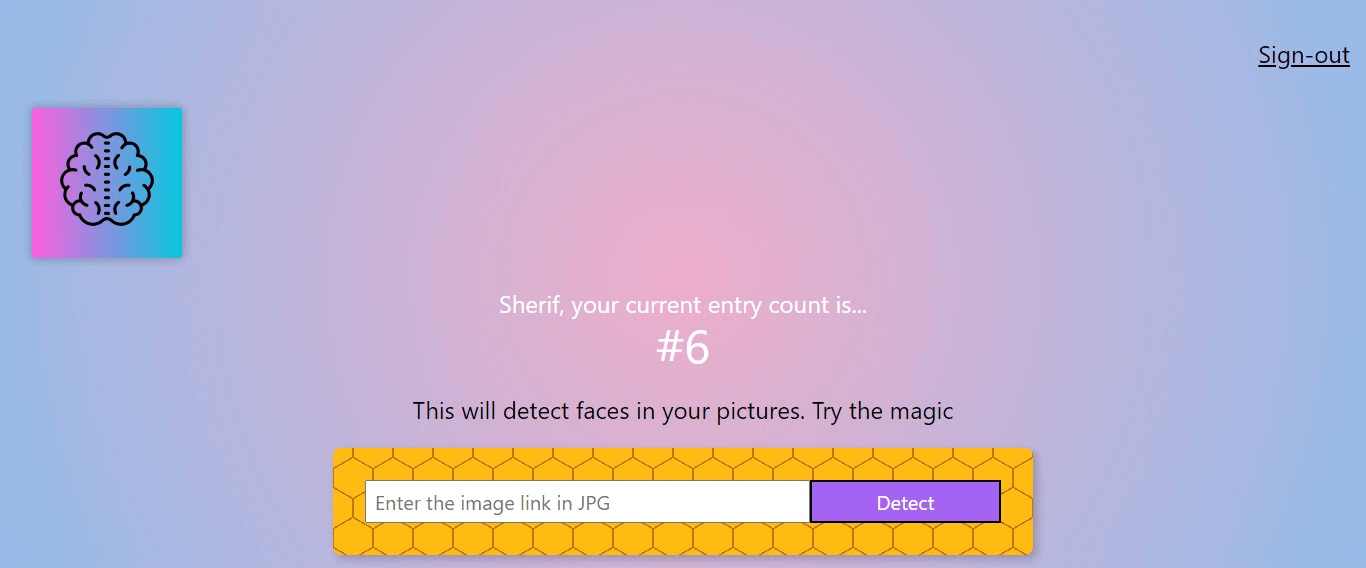 Sign-out
Sherif, your current entry count is...
#6
This will detect faces in your pictures. Try the magic
Enter the image link in JPG
Detect